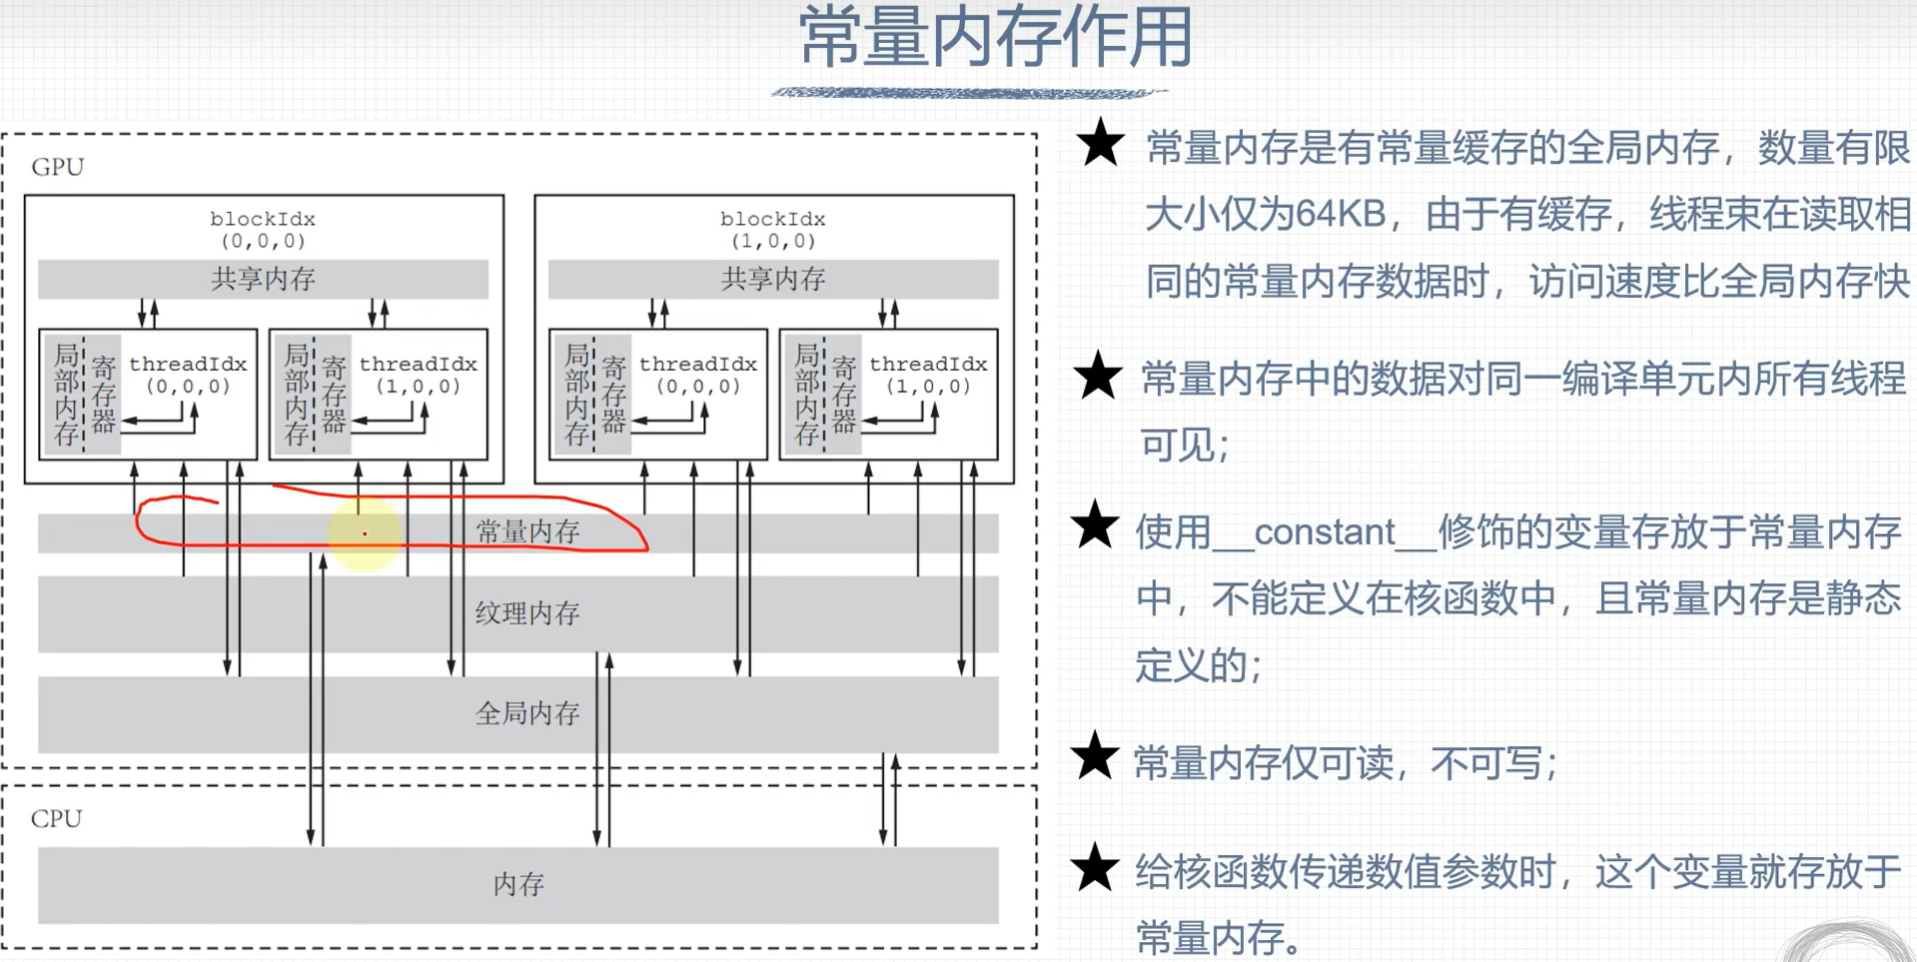 常量内存作用
GPU
blockIdx
(0,0,0)
共享内存
局部内存
寄存器
threadIdx
(0,0,0)
局部内存
寄存器
threadIdx
(1,0,0)
blockIdx
(1,0,0)
共享内存
局部内存
寄存器
threadIdx
(0,0,0)
局部内存
寄存器
threadIdx
(1,0,0)
常量内存
纹理内存
全局内存
CPU
内存
★ 常量内存是有常量缓存的全局内存，数量有限
大小仅为64KB，由于有缓存，线程束在读取相
同的常量内存数据时，访问速度比全局内存快
★ 常量内存中的数据对同一编译单元内所有线程
可见；
★ 使用__constant__修饰的变量存放于常量内存
中，不能定义在核函数中，且常量内存是静态
定义的；
★ 常量内存仅可读，不可写；
★ 给核函数传递数值参数时，这个变量就存放于
常量内存。